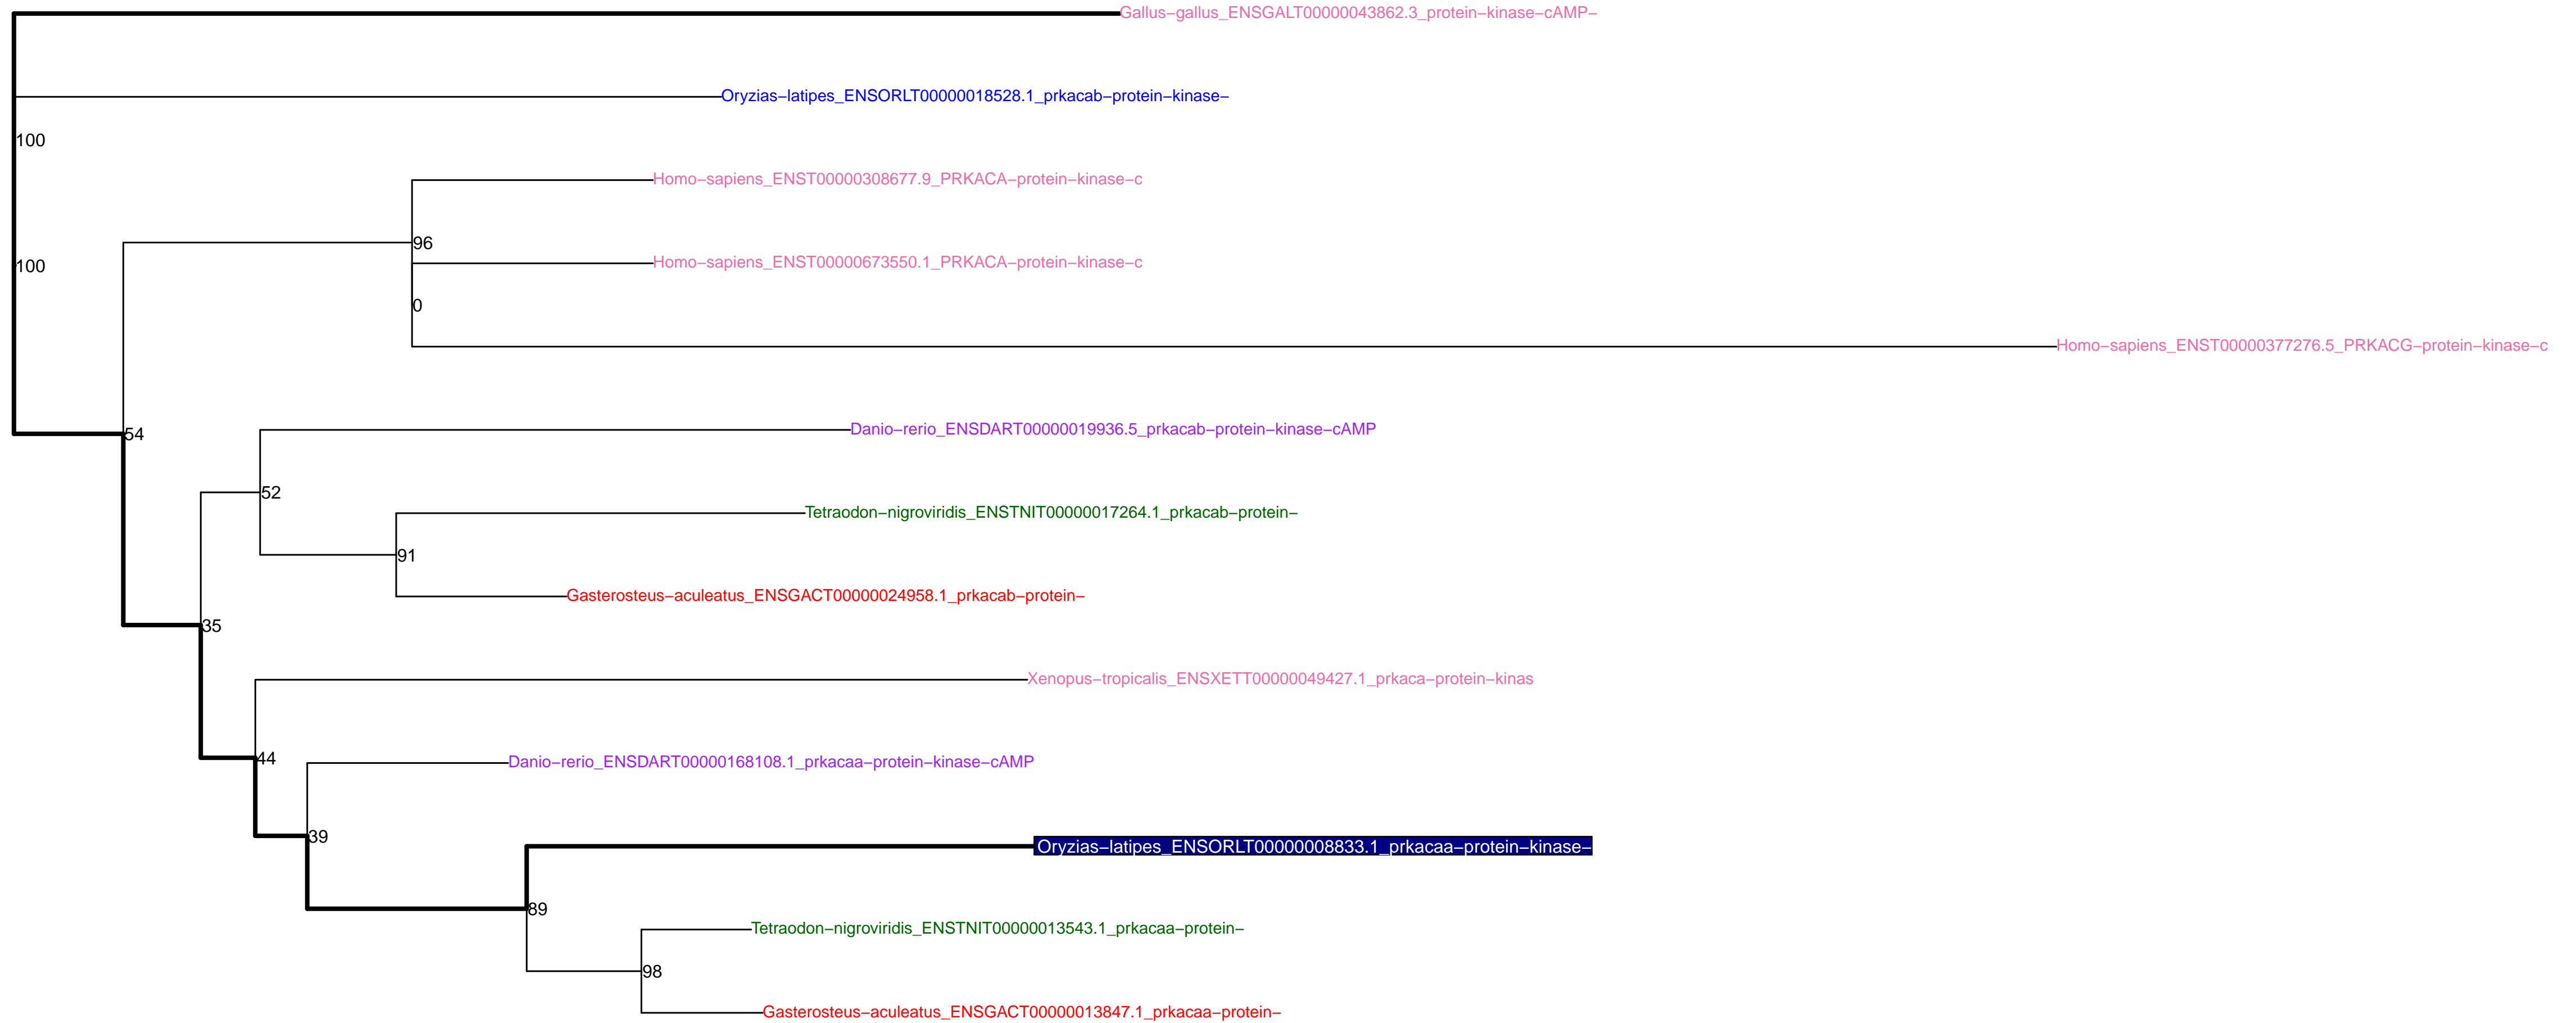 Gallus−gallus_ENSGALT00000043862.3_protein−kinase−cAMP−
Oryzias−latipes_ENSORLT00000018528.1_prkacab−protein−kinase−
100
Homo−sapiens_ENST00000308677.9_PRKACA−protein−kinase−c
96
Homo−sapiens_ENST00000673550.1_PRKACA−protein−kinase−c
100
0
Homo−sapiens_ENST00000377276.5_PRKACG−protein−kinase−c
Danio−rerio_ENSDART00000019936.5_prkacab−protein−kinase−cAMP
54
52
Tetraodon−nigroviridis_ENSTNIT00000017264.1_prkacab−protein−
91
Gasterosteus−aculeatus_ENSGACT00000024958.1_prkacab−protein−
35
Xenopus−tropicalis_ENSXETT00000049427.1_prkaca−protein−kinas
44
Danio−rerio_ENSDART00000168108.1_prkacaa−protein−kinase−cAMP
39
Oryzias−latipes_ENSORLT00000008833.1_prkacaa−protein−kinase−
89
Tetraodon−nigroviridis_ENSTNIT00000013543.1_prkacaa−protein−
98
Gasterosteus−aculeatus_ENSGACT00000013847.1_prkacaa−protein−